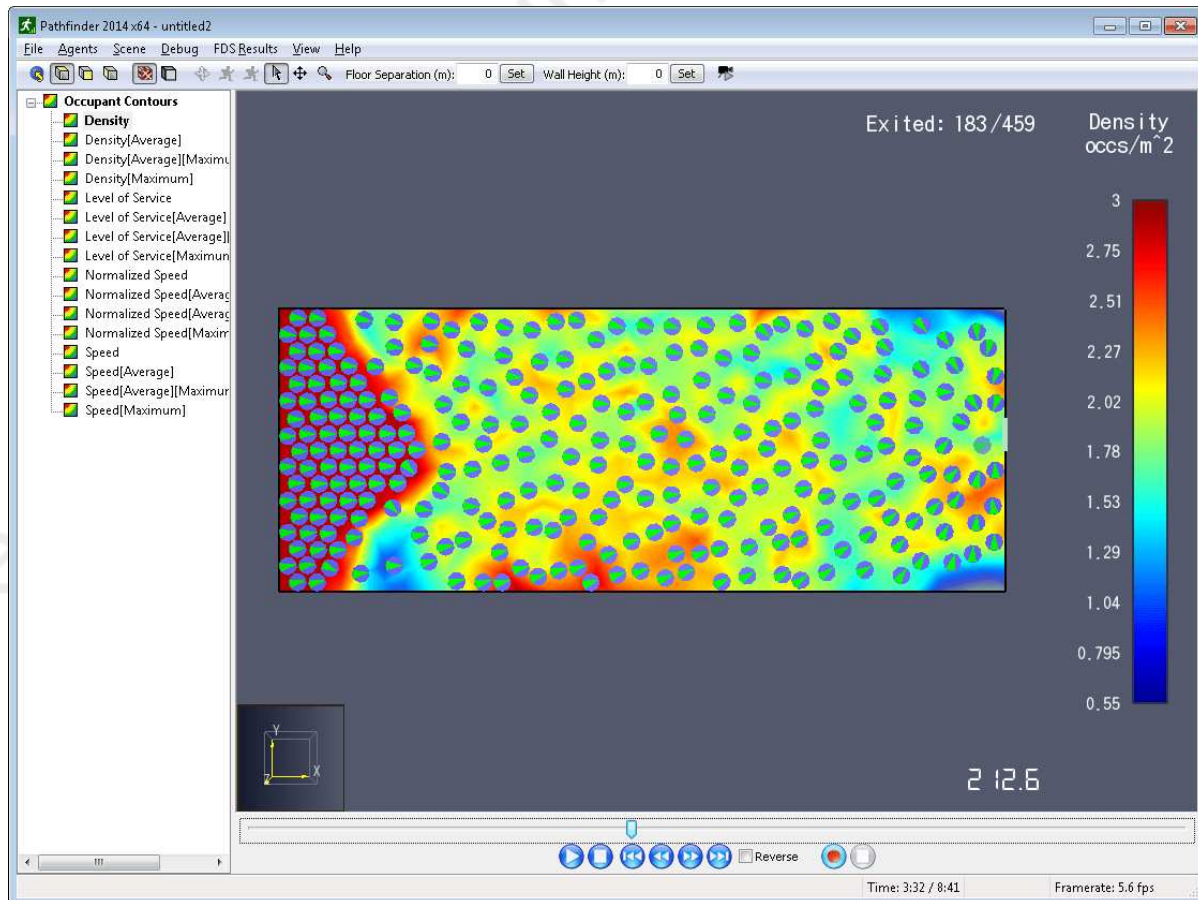 Pathfinder 2014 x64 - untitled2
File Agents Scene Debug FDS Results View Help
Floor Separation (m): 0 Set Wall Height (m): 0 Set
Occupant Contours
Density
Density[Average]
Density[Average][Maximu
Density[Maximum]
Level of Service
Level of Service[Average]
Level of Service[Average][
Level of Service[Maximun
Normalized Speed
Normalized Speed[Averag
Normalized Speed[Averag
Normalized Speed[Maxim
Speed
Speed[Average]
Speed[Average][Maximur
Speed[Maximum]
Exited: 183/459
Density
occs/m^2
3
2.75
2.51
2.27
2.02
1.78
1.53
1.29
1.04
0.795
0.55
Y
Z X
212.6
Reverse
Time: 3:32 / 8:41 Framerate: 5.6 fps